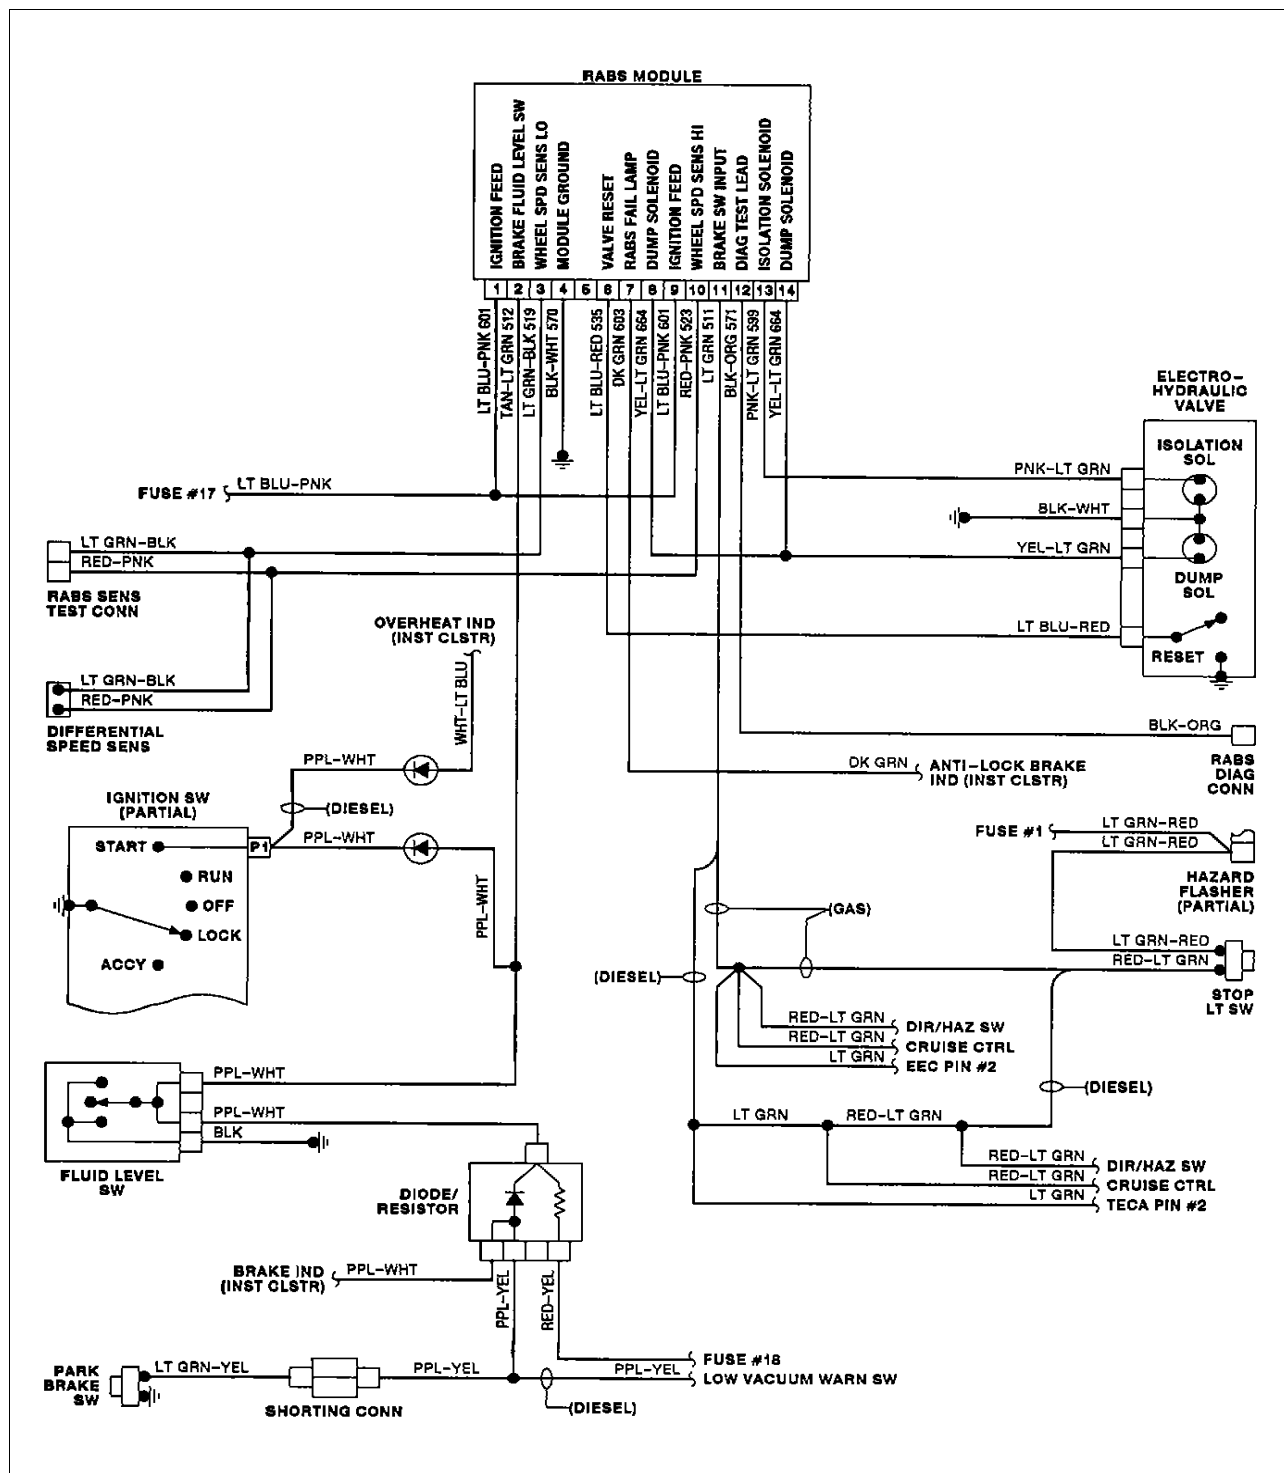 RABS MODULE
IGNITION FEED
BRAKE FLUID LEVEL SW
WHEEL SPD SENS LO
MODULE GROUND
VALVE RESET
RABS FAIL LAMP
DUMP SOLENOID
IGNITION FEED
WHEEL SPD SENS HI
BRAKE SW INPUT
DIAG TEST LEAD
ISOLATION SOLENOID
DUMP SOLENOID
1 2 3 4 5 6 7 8 9 10 11 12 13 14
LT BLU-PNK 601
TAN-LT GRN 512
LT GRN-BLK 519
BLK-WHT 570
LT BLU-RED 535
DK GRN 603
YEL-LT GRN 664
LT BLU-PNK 601
RED-PNK 523
LT GRN 511
BLK-ORG 571
PNK-LT GRN 599
YEL-LT GRN 664
ELECTRO-
HYDRAULIC
VALVE
ISOLATION
SOL
PNK-LT GRN
BLK-WHT
YEL-LT GRN
DUMP
SOL
LT BLU-RED
RESET
FUSE #17
LT BLU-PNK
LT GRN-BLK
RED-PNK
RABS SENS
TEST CONN
OVERHEAT IND
(INST CLSTR)
WHT-LT BLU
LT GRN-BLK
RED-PNK
DIFFERENTIAL
SPEED SENS
BLK-ORG
RABS
DIAG
CONN
DK GRN
ANTI-LOCK BRAKE
IND (INST CLSTR)
PPL-WHT
(DIESEL)
IGNITION SW
(PARTIAL)
START
P1
PPL-WHT
RUN
OFF
LOCK
ACCY
PPL-WHT
FUSE #1
LT GRN-RED
LT GRN-RED
HAZARD
FLASHER
(PARTIAL)
(GAS)
LT GRN-RED
RED-LT GRN
STOP
LT SW
(DIESEL)
RED-LT GRN
DIR/HAZ SW
RED-LT GRN
CRUISE CTRL
LT GRN
EEC PIN #2
(DIESEL)
LT GRN
RED-LT GRN
RED-LT GRN
DIR/HAZ SW
RED-LT GRN
CRUISE CTRL
LT GRN
TECA PIN #2
PPL-WHT
PPL-WHT
BLK
FLUID LEVEL
SW
DIODE/
RESISTOR
BRAKE IND
(INST CLSTR)
PPL-WHT
PPL-YEL
RED-YEL
FUSE #18
PPL-YEL
LOW VACUUM WARN SW
PARK
BRAKE
SW
LT GRN-YEL
PPL-YEL
SHORTING CONN
(DIESEL)